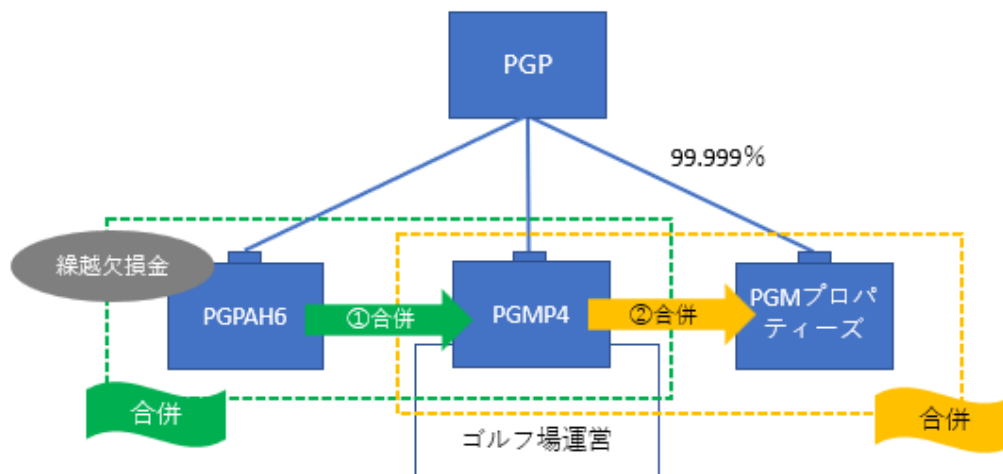 PGP
99.999％
繰越欠損金
PGPAH6
①合併
PGMP4
②合併
PGMプロパ
ティーズ
合併
ゴルフ場運営
合併